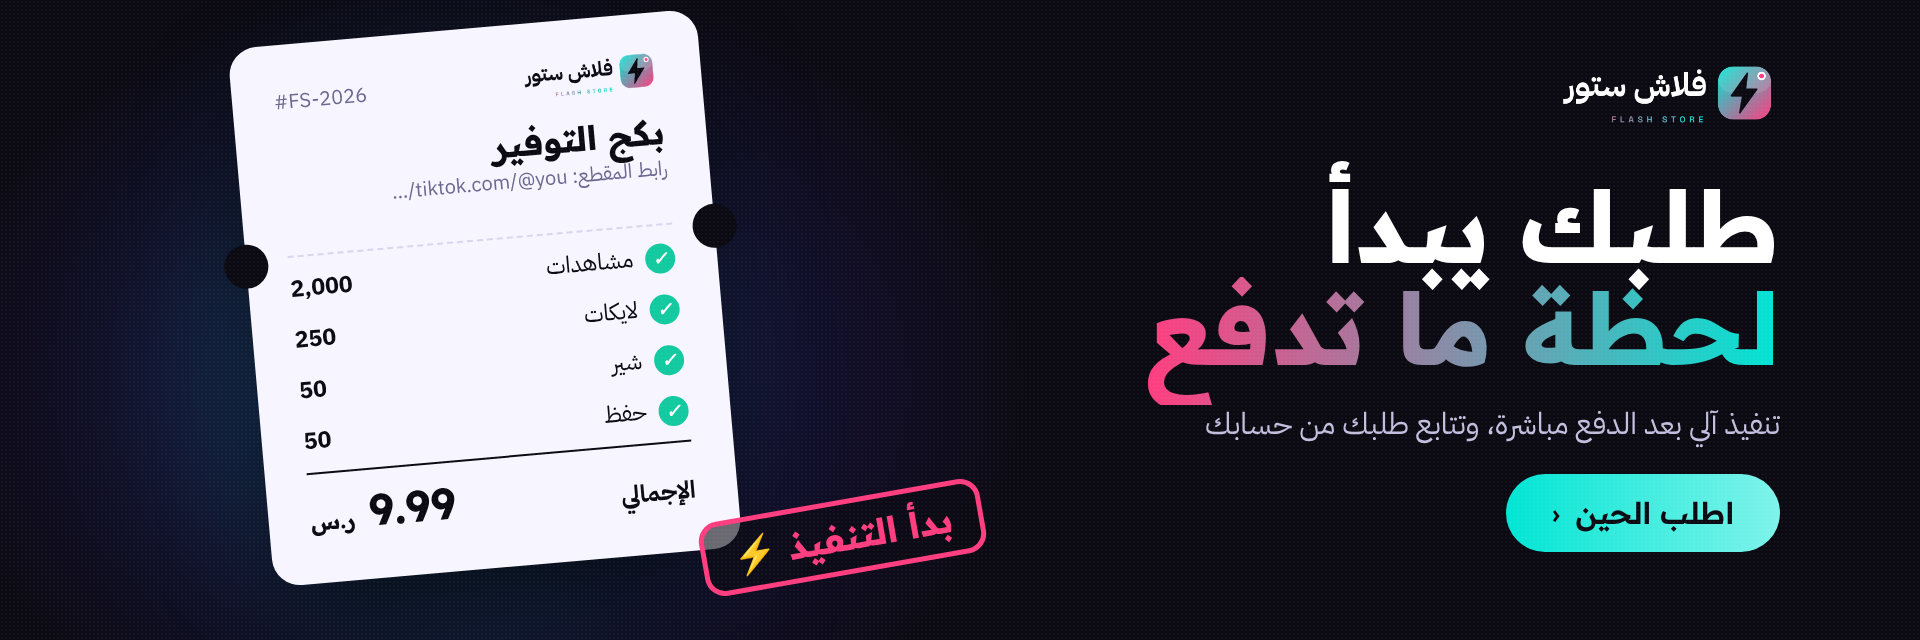 فلاش ستور
FLASH STORE
طلبك يبدأ
لحظة ما تدفع
تنفيذ آلي بعد الدفع مباشرة، وتتابع طلبك من حسابك
اطلب الحين ‹
فلاش ستور
FLASH STORE
#FS-2026
بكج التوفير
رابط المقطع: tiktok.com/@you/...
✓ مشاهدات 2,000
✓ لايكات 250
✓ شير 50
✓ حفظ 50
الإجمالي 9.99 ر.س
بدأ التنفيذ ⚡